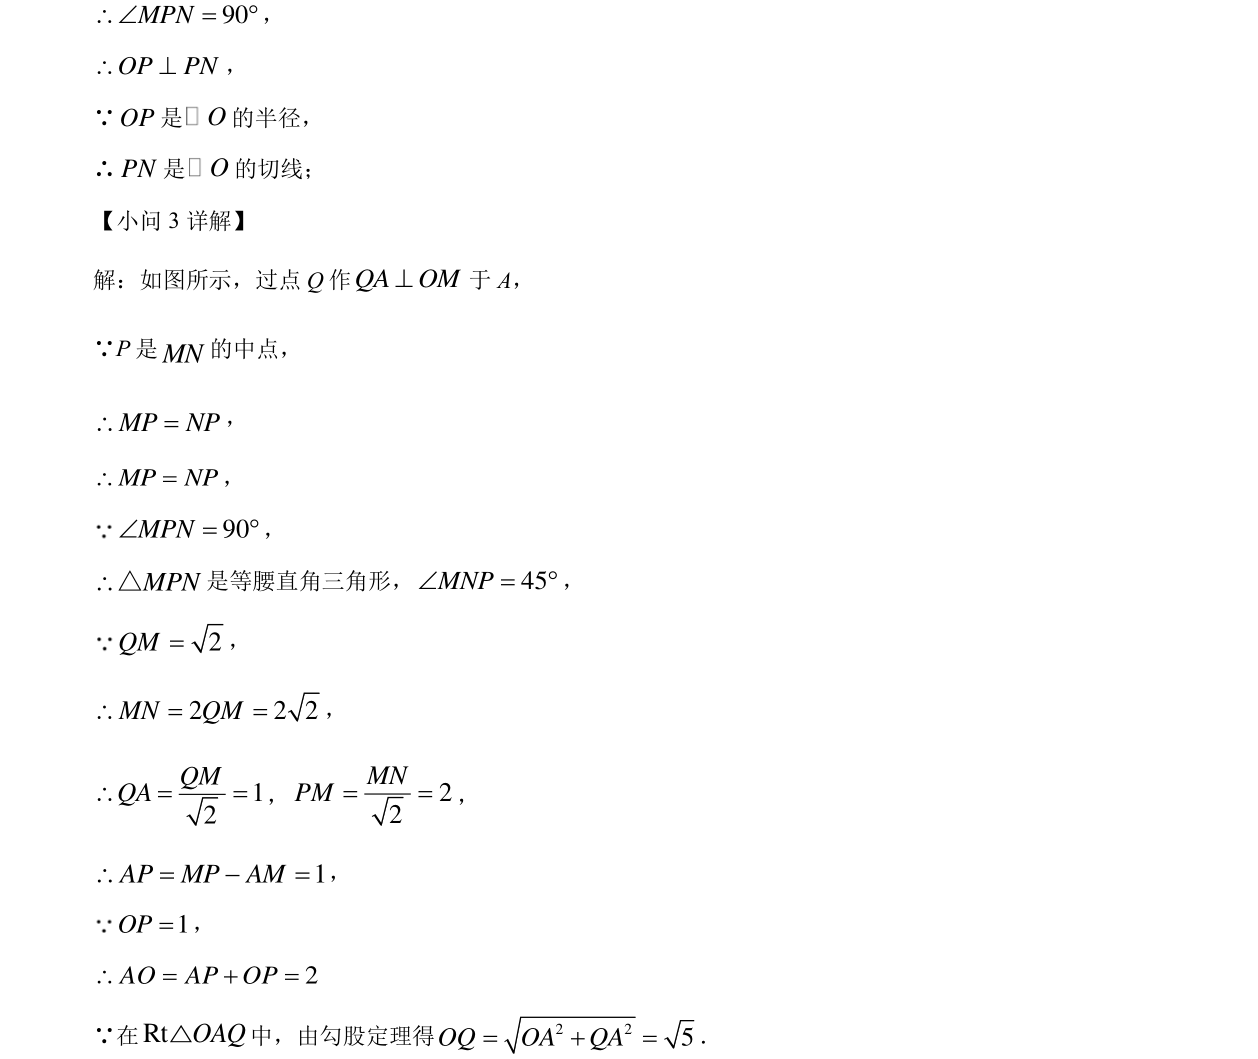 ∴∠MPN = 90°，
∴OP ⊥ PN，
∵ OP 是□ O 的半径，
∴ PN 是□ O 的切线；
【小问 3 详解】
解：如图所示，过点 Q 作 QA ⊥ OM 于 A，
∵P 是 MN 的中点，
∴MP = NP，
∴MP = NP，
∵∠MPN = 90°，
∴△MPN 是等腰直角三角形，∠MNP = 45°，
∵QM = √2，
∴MN = 2QM = 2√2，
∴QA = QM/√2 = 1，PM = MN/√2 = 2，
∴AP = MP − AM = 1，
∵OP = 1，
∴AO = AP + OP = 2
∵在 Rt△OAQ 中，由勾股定理得 OQ = √(OA² + QA²) = √5．